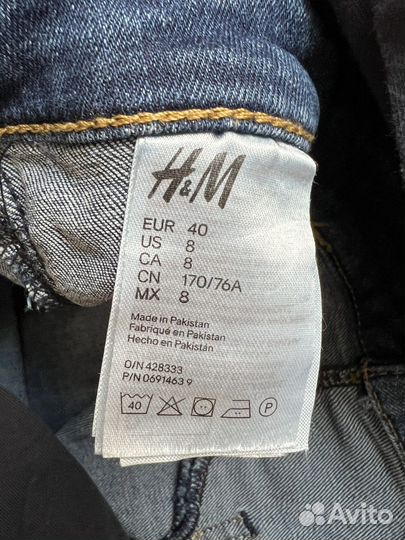 H&M
EUR 40
US 8
CA 8
CN 170/76A
MX 8
Made in Pakistan
Fabriqué en Pakistan
Hecho en Pakistán
O/N 428333
P/N 0691463 9
40
P
Avito